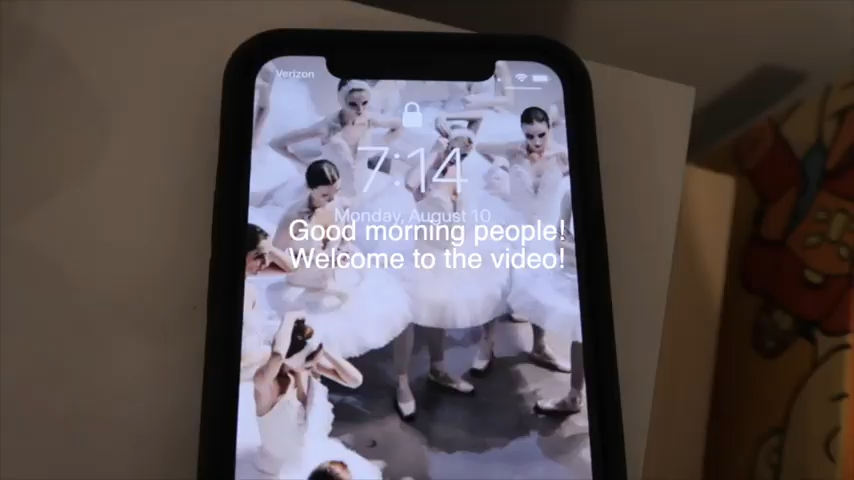 Verizon
7:14
Monday, August 10
Good morning people!
Welcome to the video!